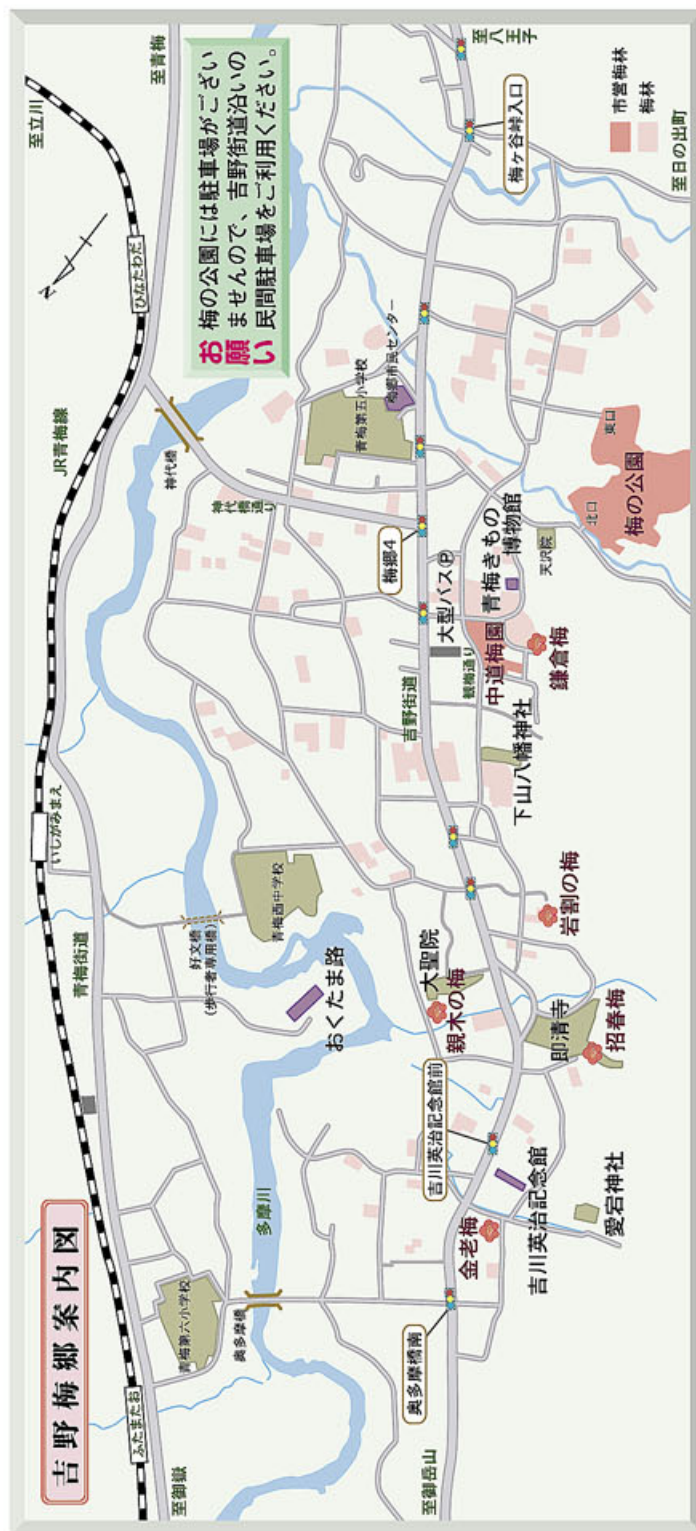 吉野梅郷案内図
至立川
至青梅
至八王子
ひなたわだ
JR青梅線
お願い
梅の公園には駐車場がござい
ませんので、吉野街道沿いの
民間駐車場をご利用ください。
梅ヶ谷峠入口
市営梅林
梅林
至日の出町
神代橋
神代橋通り
青梅第五小学校
梅郷市民センター
梅郷4
東口
北口
梅の公園
天沢院
青梅きもの
博物館
大型バスⓅ
観梅通り
中道梅園
鎌倉梅
吉野街道
下山八幡神社
いしがみまえ
青梅街道
好文橋
(歩行者専用橋)
青梅西中学校
おくたま路
大聖院
親木の梅
岩割の梅
即清寺
招春梅
吉川英治記念館前
多摩川
吉川英治記念館
愛宕神社
金老梅
青梅第六小学校
奥多摩橋
奥多摩橋南
ふたまたお
至御嶽
至御岳山
N